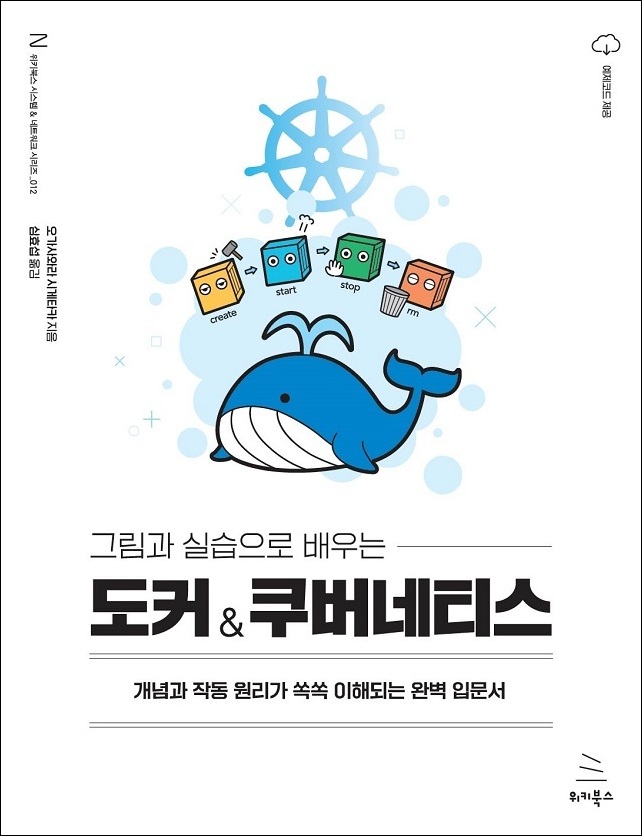 N 위키북스 시스템 & 네트워크 시리즈 _012
예제코드 제공
오가사와라 시게타카 지음
심효섭 옮김
create
start
stop
rm
그림과 실습으로 배우는
도커 & 쿠버네티스
개념과 작동 원리가 쏙쏙 이해되는 완벽 입문서
위키북스